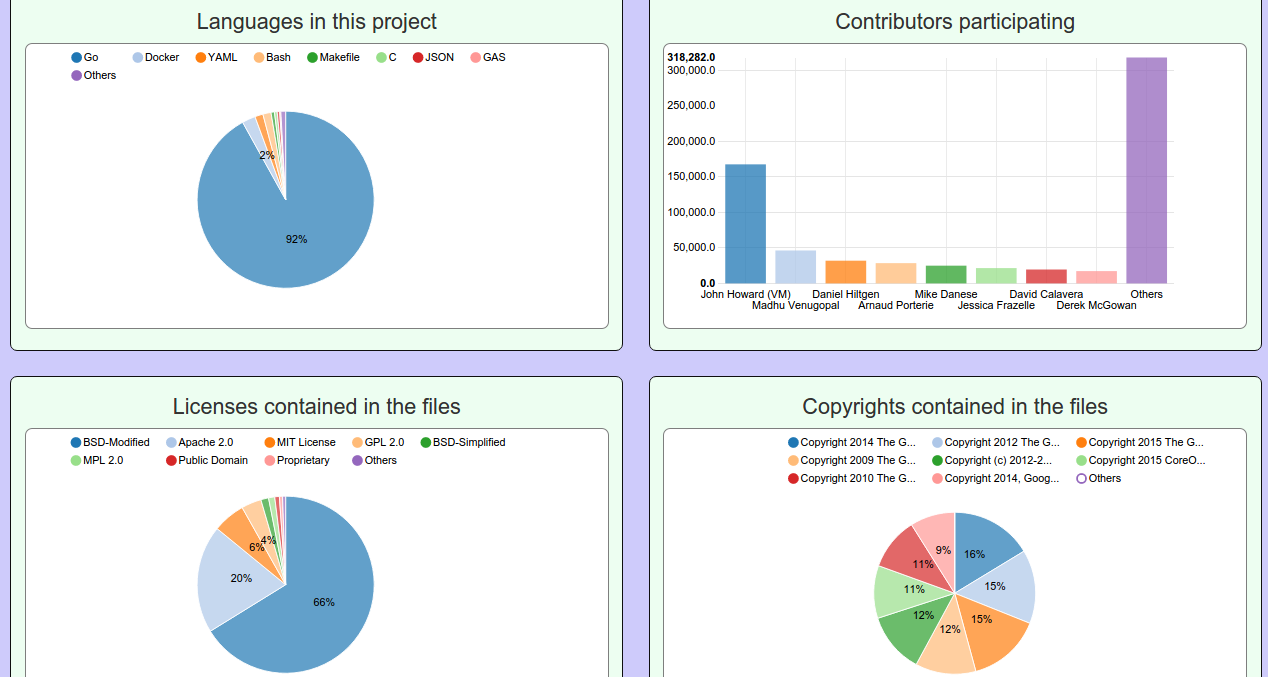 Languages in this project
Go Docker YAML Bash Makefile C JSON GAS
Others
2%
92%
Contributors participating
318,282.0
300,000.0
250,000.0
200,000.0
150,000.0
100,000.0
50,000.0
0.0
John Howard (VM) Daniel Hiltgen Mike Danese David Calavera Others
Madhu Venugopal Arnaud Porterie Jessica Frazelle Derek McGowan
Licenses contained in the files
BSD-Modified Apache 2.0 MIT License GPL 2.0 BSD-Simplified
MPL 2.0 Public Domain Proprietary Others
4%
6%
20%
66%
Copyrights contained in the files
Copyright 2014 The G... Copyright 2012 The G... Copyright 2015 The G...
Copyright 2009 The G... Copyright (c) 2012-2... Copyright 2015 CoreO...
Copyright 2010 The G... Copyright 2014, Goog... Others
9% 16%
11%
15%
11%
12% 15%
12%